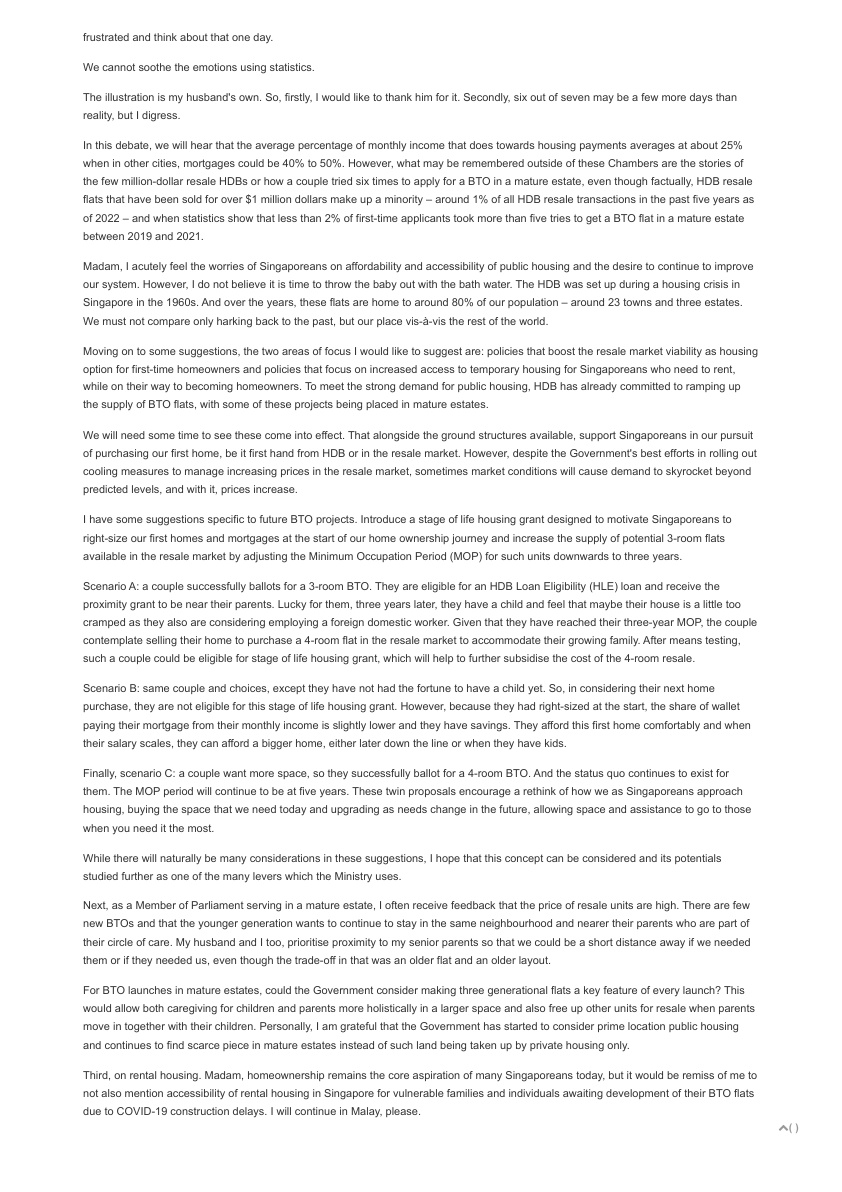 frustrated and think about that one day.
We cannot soothe the emotions using statistics.
The illustration is my husband's own. So, firstly, I would like to thank him for it. Secondly, six out of seven may be a few more days than
reality, but I digress.
In this debate, we will hear that the average percentage of monthly income that does towards housing payments averages at about 25%
when in other cities, mortgages could be 40% to 50%. However, what may be remembered outside of these Chambers are the stories of
the few million-dollar resale HDBs or how a couple tried six times to apply for a BTO in a mature estate, even though factually, HDB resale
flats that have been sold for over $1 million dollars make up a minority – around 1% of all HDB resale transactions in the past five years as
of 2022 – and when statistics show that less than 2% of first-time applicants took more than five tries to get a BTO flat in a mature estate
between 2019 and 2021.
Madam, I acutely feel the worries of Singaporeans on affordability and accessibility of public housing and the desire to continue to improve
our system. However, I do not believe it is time to throw the baby out with the bath water. The HDB was set up during a housing crisis in
Singapore in the 1960s. And over the years, these flats are home to around 80% of our population – around 23 towns and three estates.
We must not compare only harking back to the past, but our place vis-à-vis the rest of the world.
Moving on to some suggestions, the two areas of focus I would like to suggest are: policies that boost the resale market viability as housing
option for first-time homeowners and policies that focus on increased access to temporary housing for Singaporeans who need to rent,
while on their way to becoming homeowners. To meet the strong demand for public housing, HDB has already committed to ramping up
the supply of BTO flats, with some of these projects being placed in mature estates.
We will need some time to see these come into effect. That alongside the ground structures available, support Singaporeans in our pursuit
of purchasing our first home, be it first hand from HDB or in the resale market. However, despite the Government's best efforts in rolling out
cooling measures to manage increasing prices in the resale market, sometimes market conditions will cause demand to skyrocket beyond
predicted levels, and with it, prices increase.
I have some suggestions specific to future BTO projects. Introduce a stage of life housing grant designed to motivate Singaporeans to
right-size our first homes and mortgages at the start of our home ownership journey and increase the supply of potential 3-room flats
available in the resale market by adjusting the Minimum Occupation Period (MOP) for such units downwards to three years.
Scenario A: a couple successfully ballots for a 3-room BTO. They are eligible for an HDB Loan Eligibility (HLE) loan and receive the
proximity grant to be near their parents. Lucky for them, three years later, they have a child and feel that maybe their house is a little too
cramped as they also are considering employing a foreign domestic worker. Given that they have reached their three-year MOP, the couple
contemplate selling their home to purchase a 4-room flat in the resale market to accommodate their growing family. After means testing,
such a couple could be eligible for stage of life housing grant, which will help to further subsidise the cost of the 4-room resale.
Scenario B: same couple and choices, except they have not had the fortune to have a child yet. So, in considering their next home
purchase, they are not eligible for this stage of life housing grant. However, because they had right-sized at the start, the share of wallet
paying their mortgage from their monthly income is slightly lower and they have savings. They afford this first home comfortably and when
their salary scales, they can afford a bigger home, either later down the line or when they have kids.
Finally, scenario C: a couple want more space, so they successfully ballot for a 4-room BTO. And the status quo continues to exist for
them. The MOP period will continue to be at five years. These twin proposals encourage a rethink of how we as Singaporeans approach
housing, buying the space that we need today and upgrading as needs change in the future, allowing space and assistance to go to those
when you need it the most.
While there will naturally be many considerations in these suggestions, I hope that this concept can be considered and its potentials
studied further as one of the many levers which the Ministry uses.
Next, as a Member of Parliament serving in a mature estate, I often receive feedback that the price of resale units are high. There are few
new BTOs and that the younger generation wants to continue to stay in the same neighbourhood and nearer their parents who are part of
their circle of care. My husband and I too, prioritise proximity to my senior parents so that we could be a short distance away if we needed
them or if they needed us, even though the trade-off in that was an older flat and an older layout.
For BTO launches in mature estates, could the Government consider making three generational flats a key feature of every launch? This
would allow both caregiving for children and parents more holistically in a larger space and also free up other units for resale when parents
move in together with their children. Personally, I am grateful that the Government has started to consider prime location public housing
and continues to find scarce piece in mature estates instead of such land being taken up by private housing only.
Third, on rental housing. Madam, homeownership remains the core aspiration of many Singaporeans today, but it would be remiss of me to
not also mention accessibility of rental housing in Singapore for vulnerable families and individuals awaiting development of their BTO flats
due to COVID-19 construction delays. I will continue in Malay, please.
( )